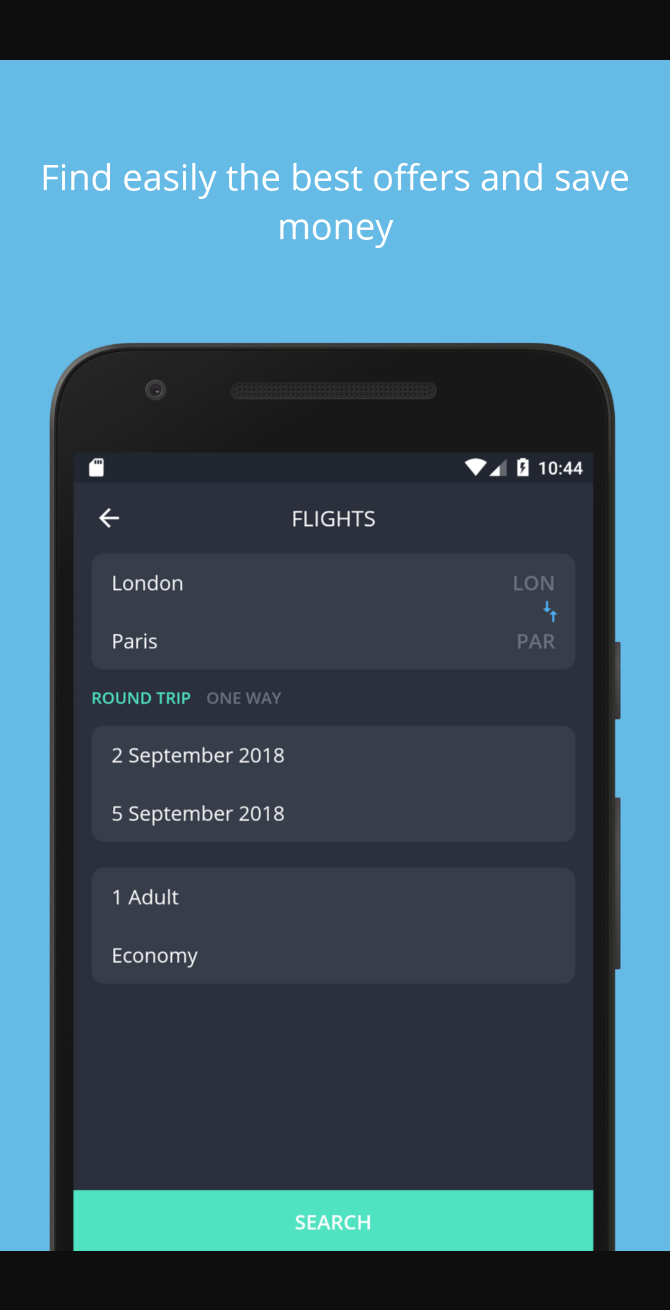 Find easily the best offers and save
money
10:44
FLIGHTS
London LON
Paris PAR
ROUND TRIP ONE WAY
2 September 2018
5 September 2018
1 Adult
Economy
SEARCH